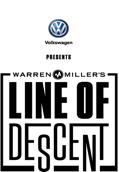 Volkswagen
PRESENTS
WARREN MILLER'S
LINE OF
DESCENT